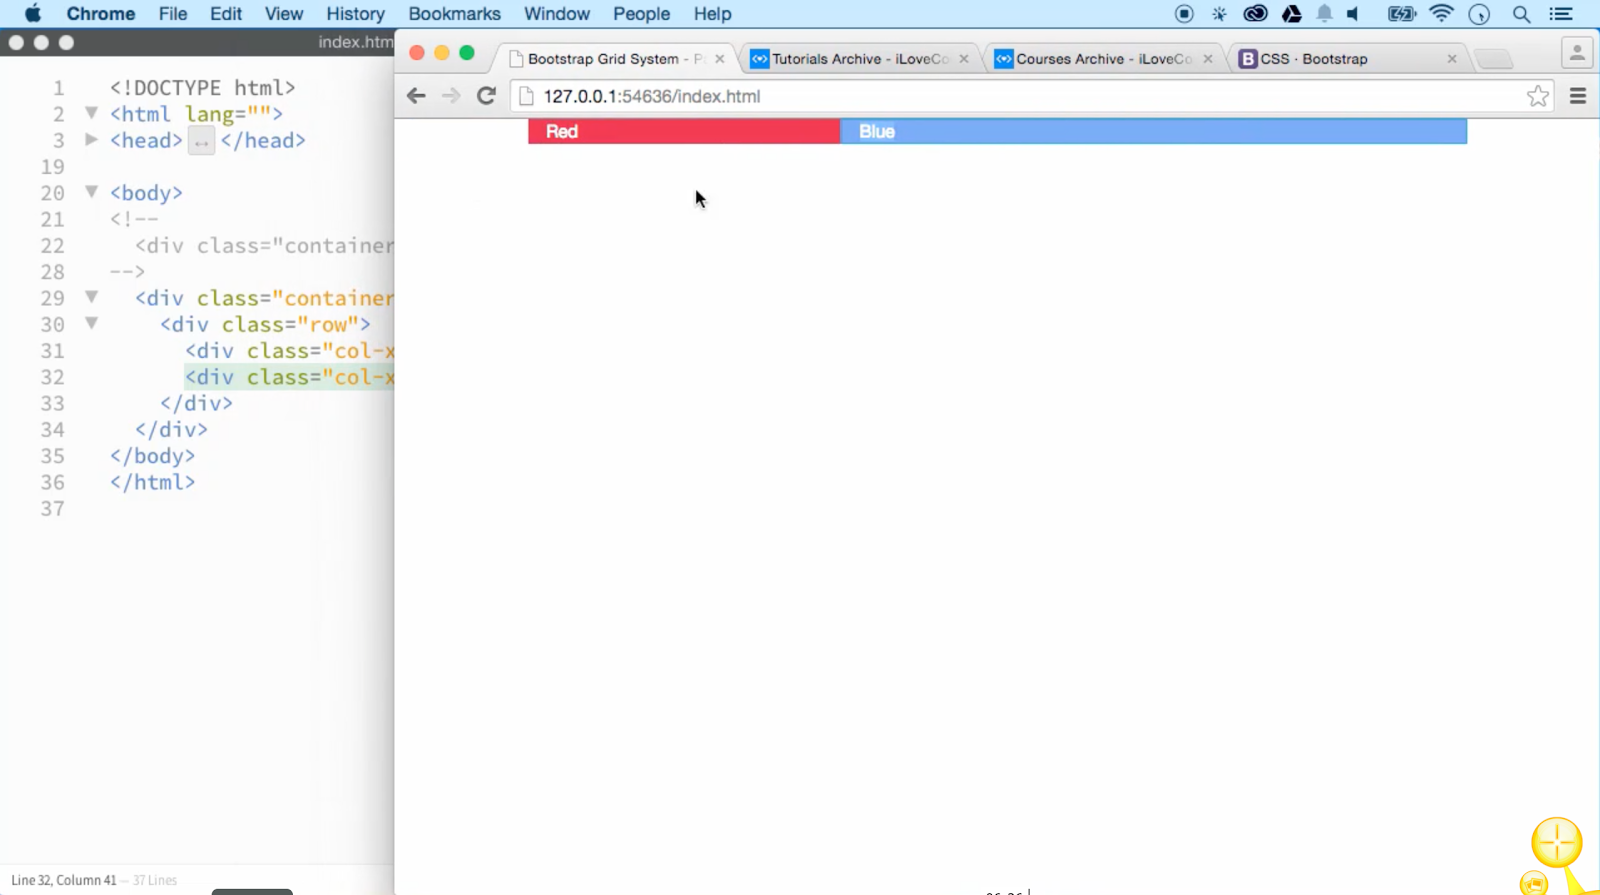 Chrome File Edit View History Bookmarks Window People Help
index.htm
Bootstrap Grid System - P
Tutorials Archive - iLoveCo
Courses Archive - iLoveCo
CSS · Bootstrap
127.0.0.1:54636/index.html
Red
Blue
1 <!DOCTYPE html>
2 <html lang="">
3 <head> ↔ </head>
19
20 <body>
21 <!--
22 <div class="container
28 -->
29 <div class="container
30 <div class="row">
31 <div class="col-x
32 <div class="col-x
33 </div>
34 </div>
35 </body>
36 </html>
37
Line 32, Column 41 — 37 Lines